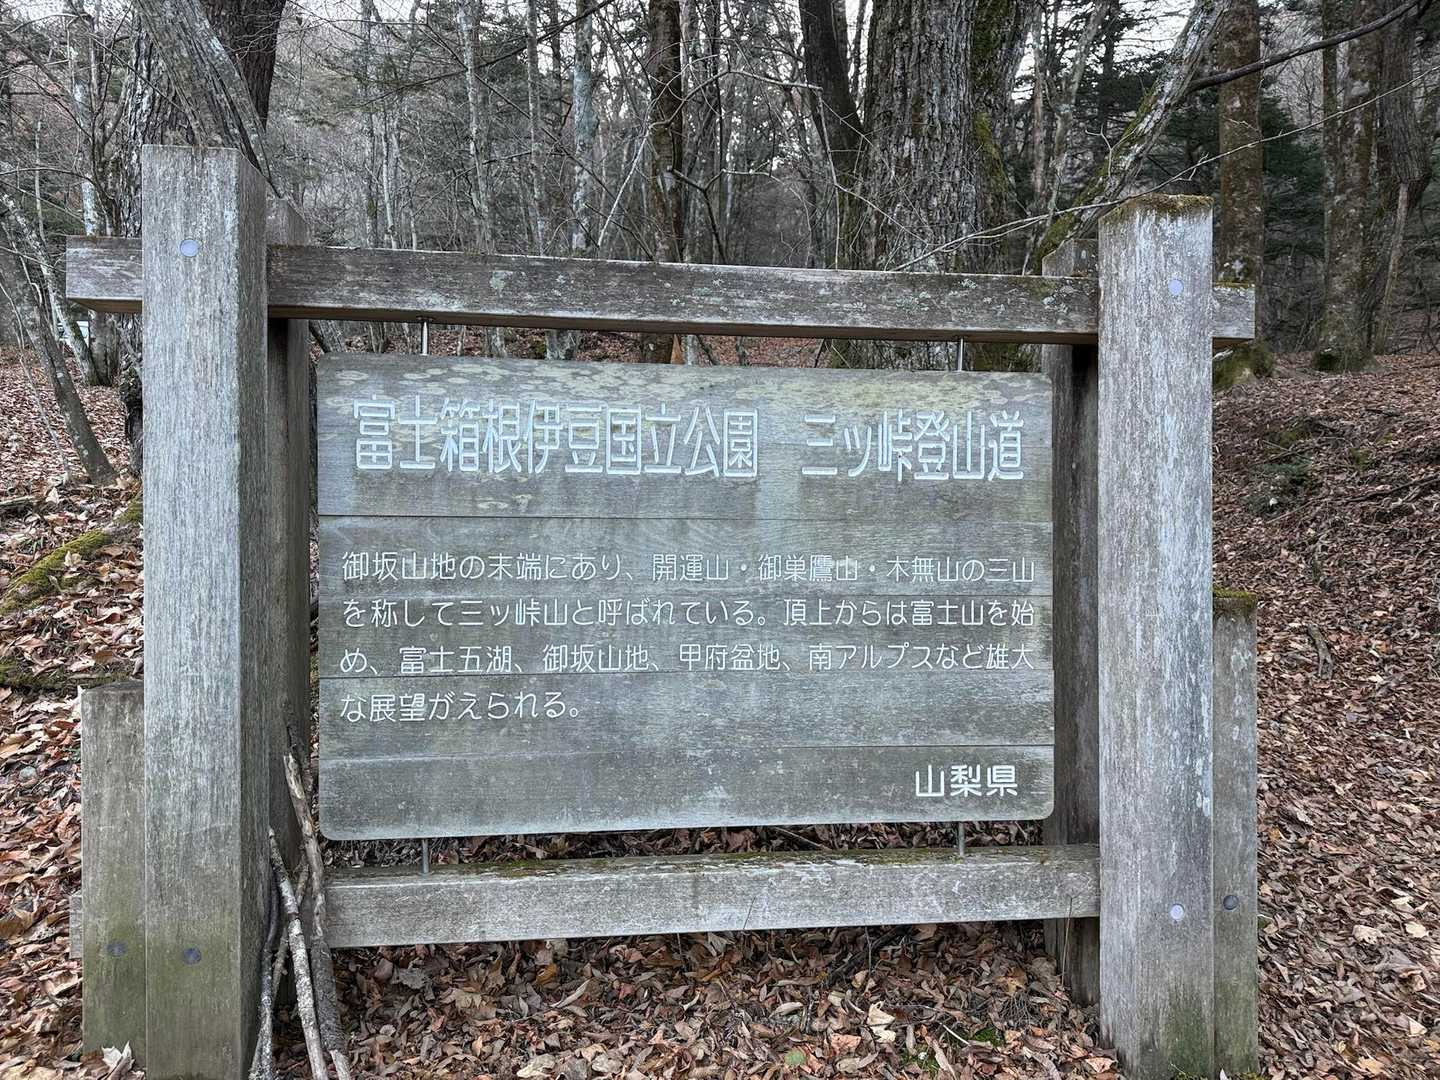 富士箱根伊豆国立公園　三ッ峠登山道
御坂山地の末端にあり、開運山・御巣鷹山・木無山の三山
を称して三ッ峠山と呼ばれている。頂上からは富士山を始
め、富士五湖、御坂山地、甲府盆地、南アルプスなど雄大
な展望がえられる。
山梨県